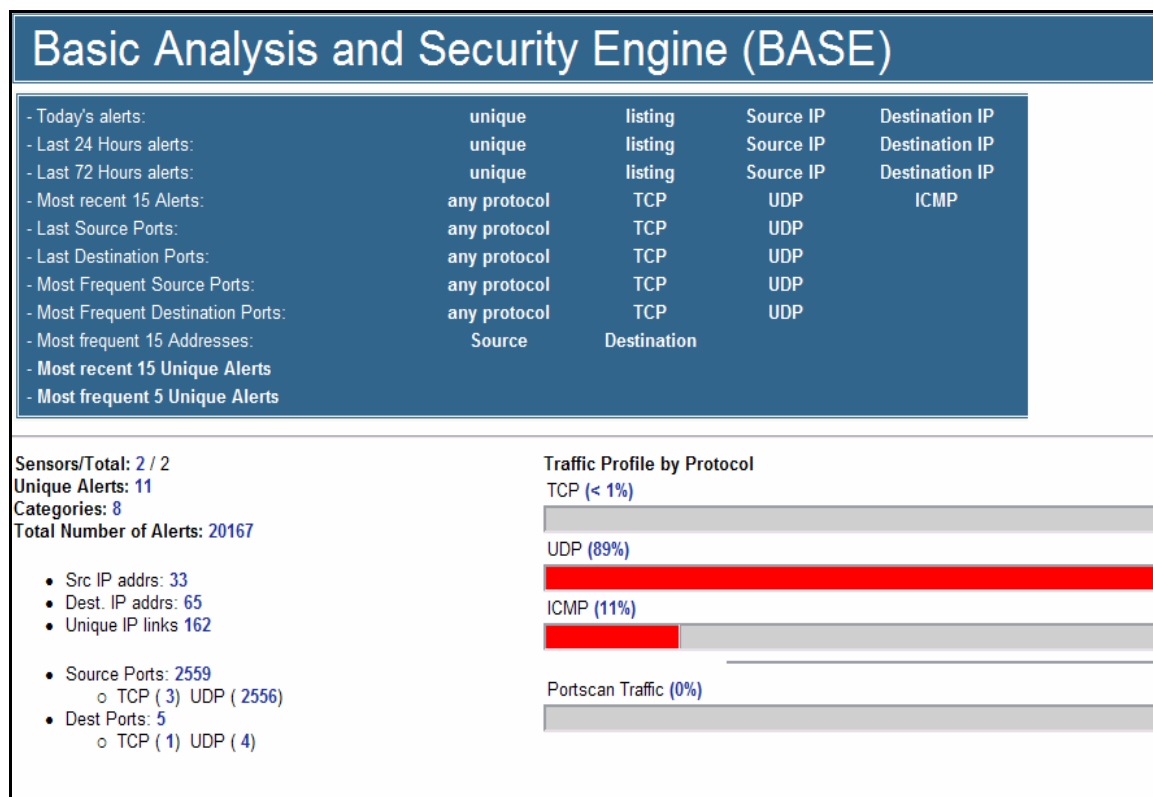 Basic Analysis and Security Engine (BASE)
- Today's alerts: unique listing Source IP Destination IP
- Last 24 Hours alerts: unique listing Source IP Destination IP
- Last 72 Hours alerts: unique listing Source IP Destination IP
- Most recent 15 Alerts: any protocol TCP UDP ICMP
- Last Source Ports: any protocol TCP UDP
- Last Destination Ports: any protocol TCP UDP
- Most Frequent Source Ports: any protocol TCP UDP
- Most Frequent Destination Ports: any protocol TCP UDP
- Most frequent 15 Addresses: Source Destination
- Most recent 15 Unique Alerts
- Most frequent 5 Unique Alerts
Sensors/Total: 2 / 2
Unique Alerts: 11
Categories: 8
Total Number of Alerts: 20167
• Src IP addrs: 33
• Dest. IP addrs: 65
• Unique IP links 162
• Source Ports: 2559
o TCP ( 3) UDP ( 2556)
• Dest Ports: 5
o TCP ( 1) UDP ( 4)
Traffic Profile by Protocol
TCP (< 1%)
UDP (89%)
ICMP (11%)
Portscan Traffic (0%)